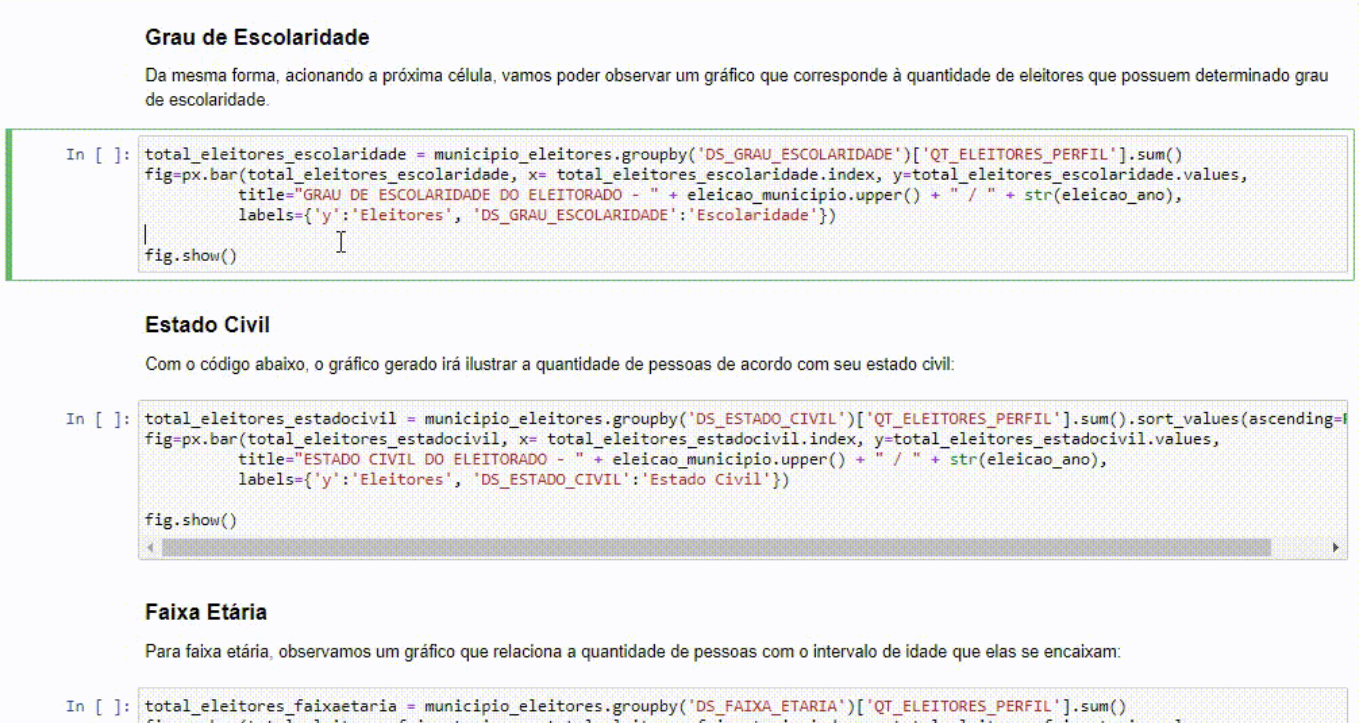 Grau de Escolaridade
Da mesma forma, acionando a próxima célula, vamos poder observar um gráfico que corresponde à quantidade de eleitores que possuem determinado grau
de escolaridade.
In [ ]: total_eleitores_escolaridade = municipio_eleitores.groupby('DS_GRAU_ESCOLARIDADE')['QT_ELEITORES_PERFIL'].sum()
fig=px.bar(total_eleitores_escolaridade, x= total_eleitores_escolaridade.index, y=total_eleitores_escolaridade.values,
title="GRAU DE ESCOLARIDADE DO ELEITORADO - " + eleicao_municipio.upper() + " / " + str(eleicao_ano),
labels={'y':'Eleitores', 'DS_GRAU_ESCOLARIDADE':'Escolaridade'})
fig.show()
Estado Civil
Com o código abaixo, o gráfico gerado irá ilustrar a quantidade de pessoas de acordo com seu estado civil:
In [ ]: total_eleitores_estadocivil = municipio_eleitores.groupby('DS_ESTADO_CIVIL')['QT_ELEITORES_PERFIL'].sum().sort_values(ascending=
fig=px.bar(total_eleitores_estadocivil, x= total_eleitores_estadocivil.index, y=total_eleitores_estadocivil.values,
title="ESTADO CIVIL DO ELEITORADO - " + eleicao_municipio.upper() + " / " + str(eleicao_ano),
labels={'y':'Eleitores', 'DS_ESTADO_CIVIL':'Estado Civil'})
fig.show()
Faixa Etária
Para faixa etária, observamos um gráfico que relaciona a quantidade de pessoas com o intervalo de idade que elas se encaixam:
In [ ]: total_eleitores_faixaetaria = municipio_eleitores.groupby('DS_FAIXA_ETARIA')['QT_ELEITORES_PERFIL'].sum()